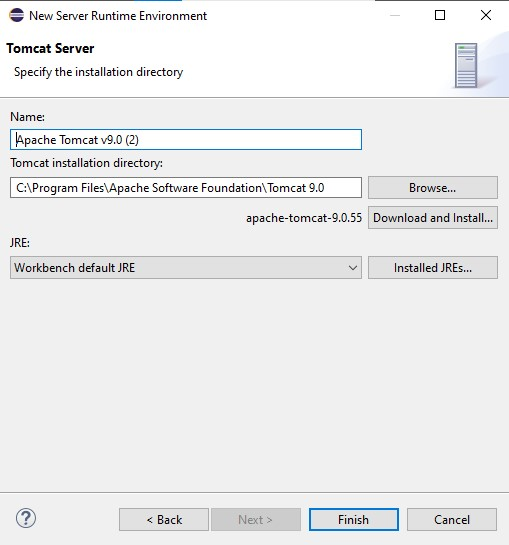 New Server Runtime Environment
Tomcat Server
Specify the installation directory
Name:
Apache Tomcat v9.0 (2)
Tomcat installation directory:
C:\Program Files\Apache Software Foundation\Tomcat 9.0
Browse...
apache-tomcat-9.0.55
Download and Install...
JRE:
Workbench default JRE
Installed JREs...
?
< Back
Next >
Finish
Cancel